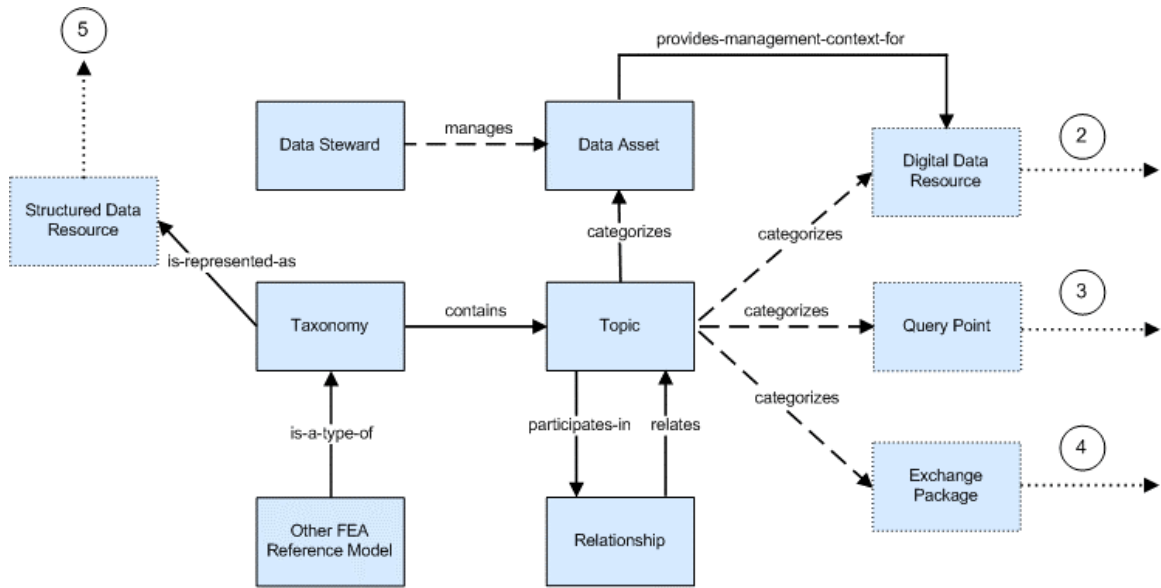 5
provides-management-context-for
Data Steward
manages
Data Asset
2
Digital Data
Resource
Structured Data
Resource
categorizes
categorizes
is-represented-as
3
Taxonomy
contains
Topic
categorizes
Query Point
categorizes
is-a-type-of
participates-in
relates
4
Exchange
Package
Other FEA
Reference Model
Relationship